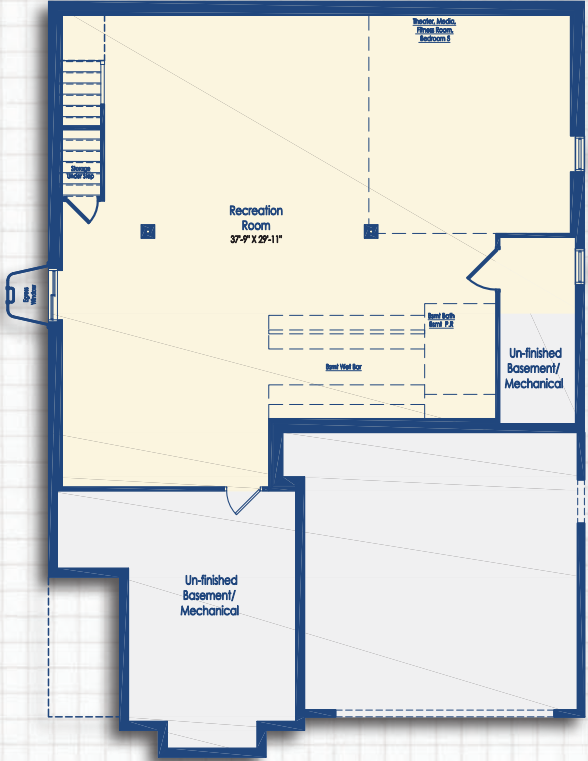 Theater, Media,
Fitness Room,
Bedroom 5
Storage
Under Step
Recreation
Room
37'-9" X 29'-11"
Egress
Window
Bsmt Bath
Bsmt P.R
Bsmt Wet Bar
Un-finished
Basement/
Mechanical
Un-finished
Basement/
Mechanical